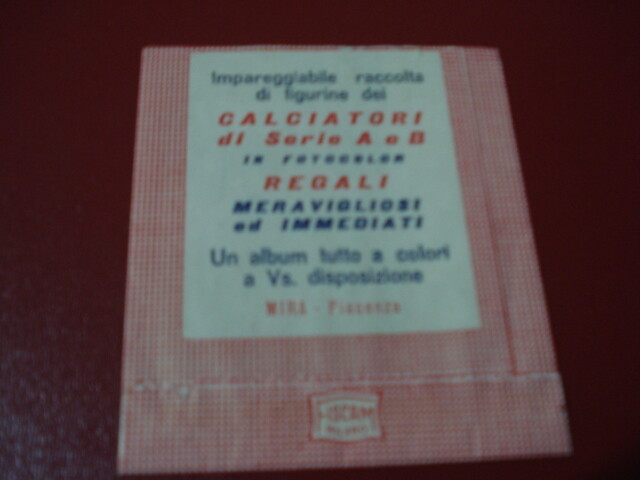 Impareggiabile raccolta
di figurine dei
CALCIATORI
di Serie A e B
IN FOTOCOLOR
REGALI
MERAVIGLIOSI
ed IMMEDIATI
Un album tutto a colori
a Vs. disposizione
MIRA - Piacenza
MILANO